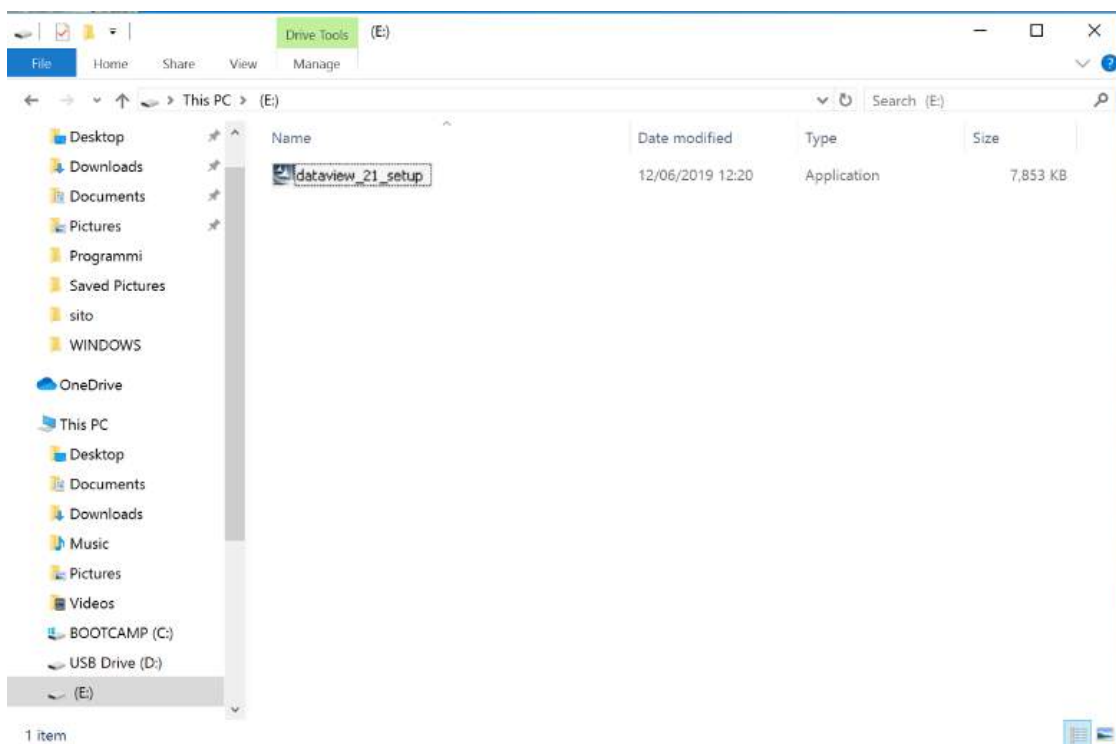 Drive Tools (E:)
File Home Share View Manage
This PC > (E:) Search (E:)
Name Date modified Type Size
dataview_21_setup 12/06/2019 12:20 Application 7,853 KB
Desktop
Downloads
Documents
Pictures
Programmi
Saved Pictures
sito
WINDOWS
OneDrive
This PC
Desktop
Documents
Downloads
Music
Pictures
Videos
BOOTCAMP (C:)
USB Drive (D:)
(E:)
1 item